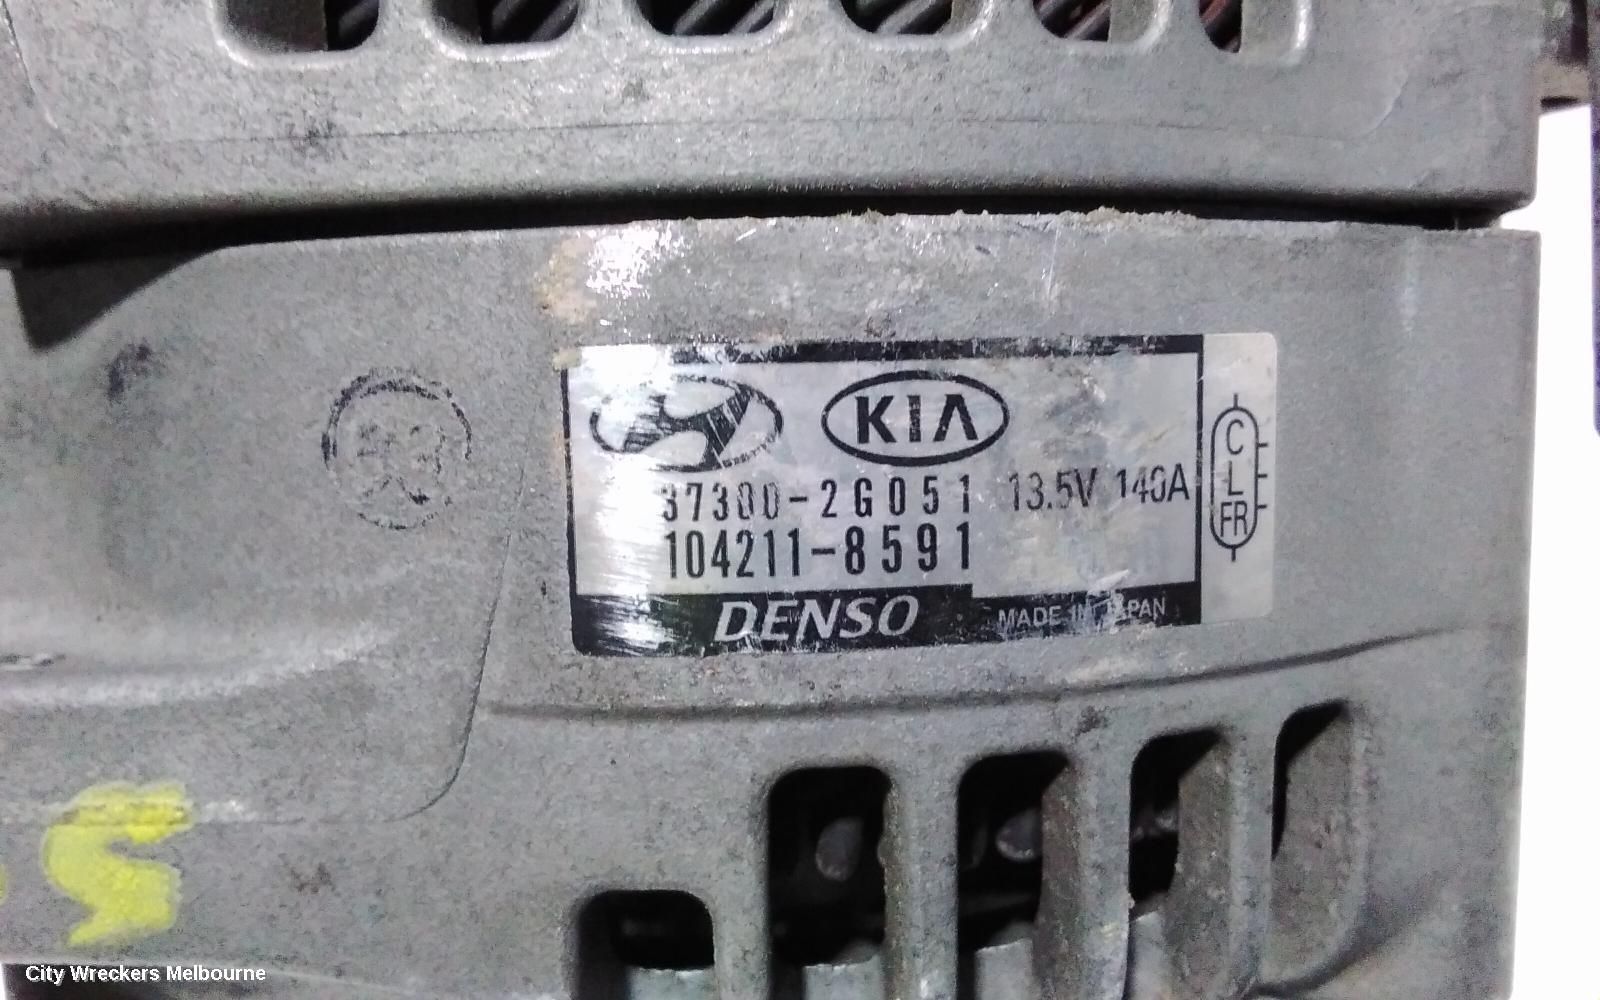 KIA
37300-2G051 13.5V 140A
104211-8591
DENSO MADE IN JAPAN
C
L
FR
S
City Wreckers Melbourne